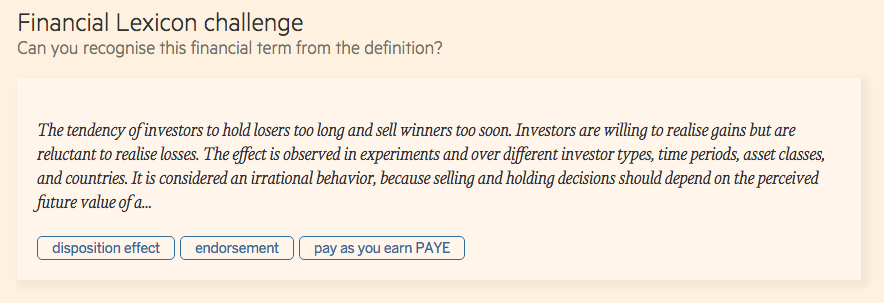 Financial Lexicon challenge
Can you recognise this financial term from the definition?
The tendency of investors to hold losers too long and sell winners too soon. Investors are willing to realise gains but are
reluctant to realise losses. The effect is observed in experiments and over different investor types, time periods, asset classes,
and countries. It is considered an irrational behavior, because selling and holding decisions should depend on the perceived
future value of a...
disposition effect endorsement pay as you earn PAYE